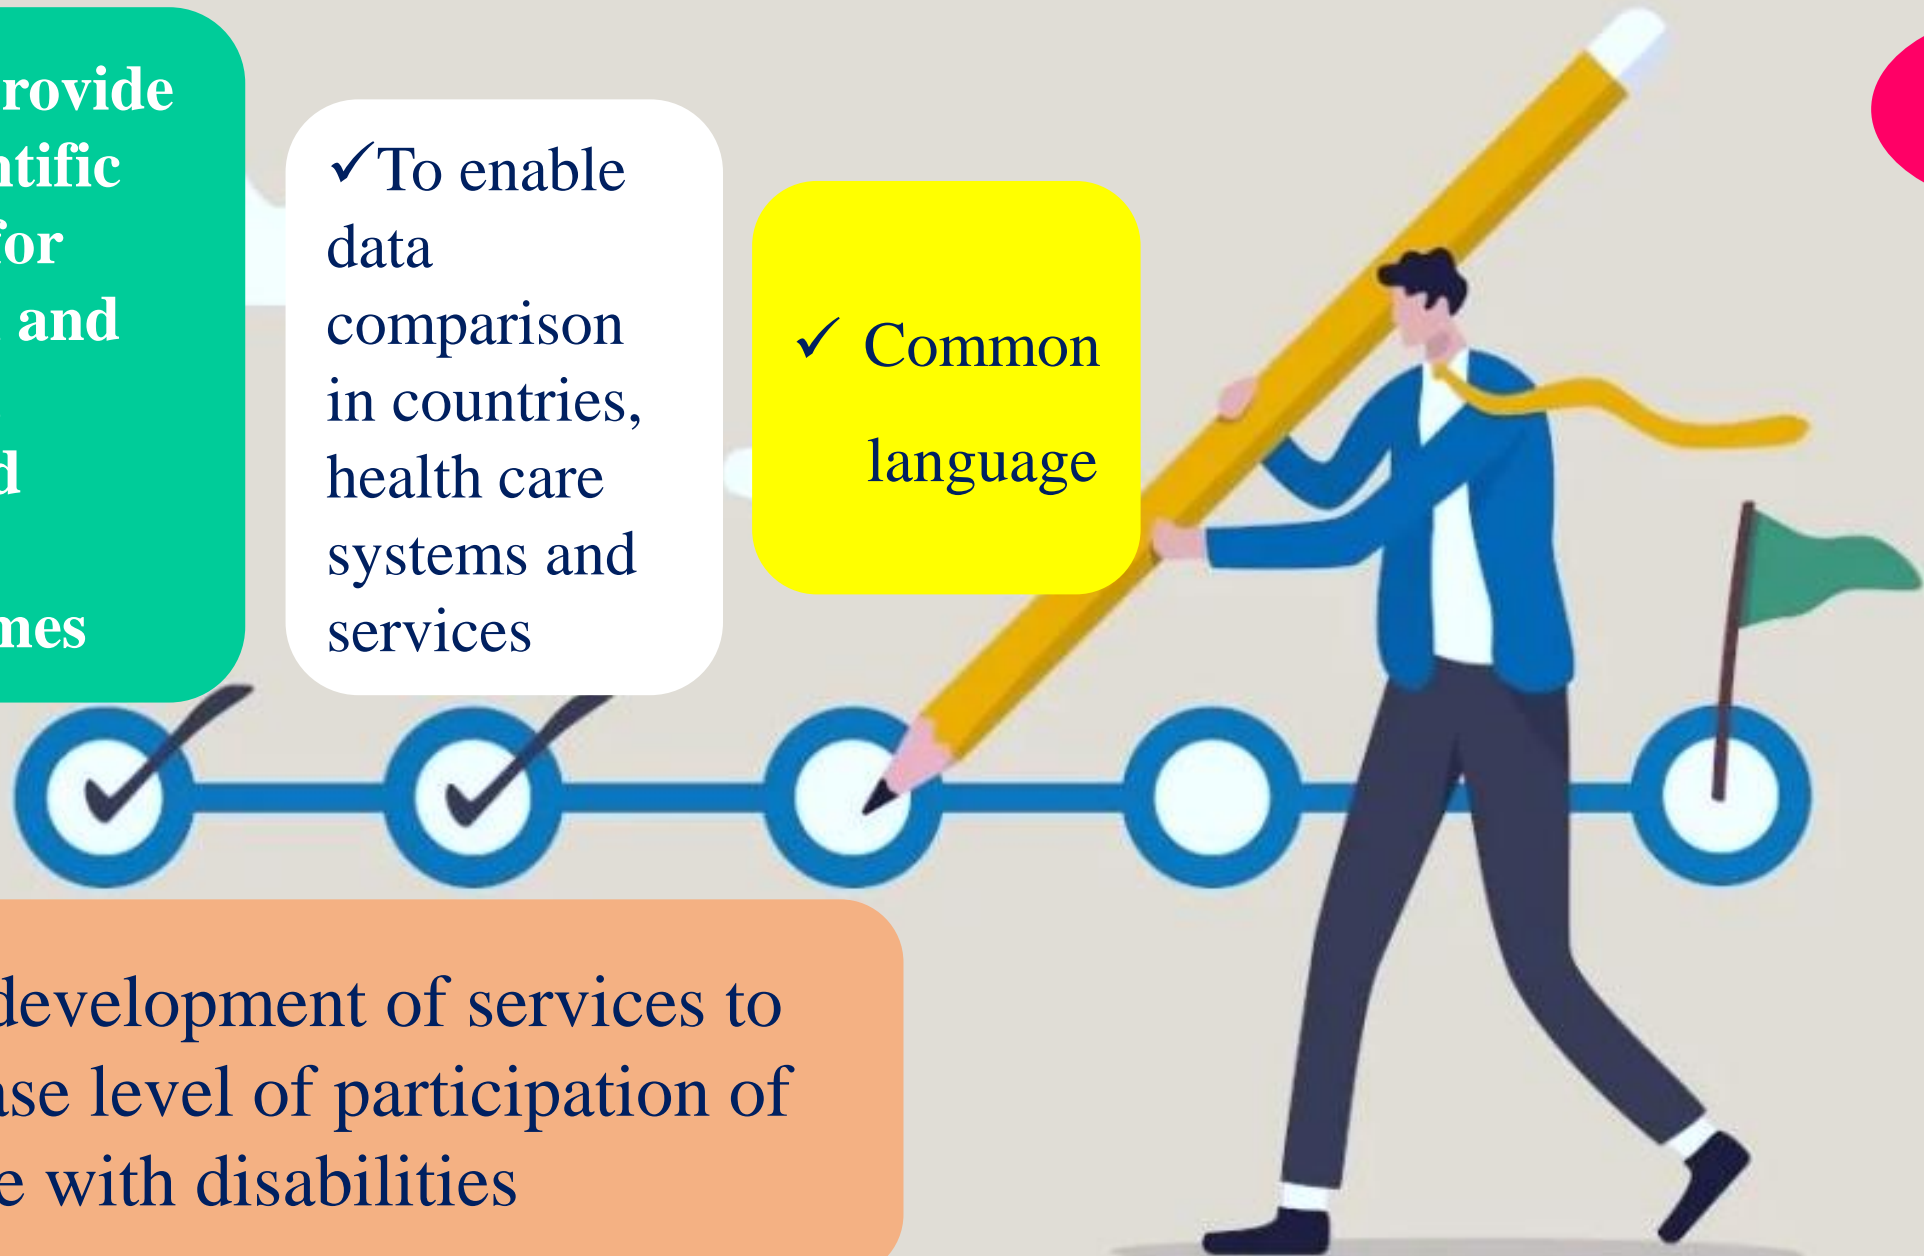 rovide
ntific
for
and
d
mes
✓To enable
data
comparison
in countries,
health care
systems and
services
✓ Common
language
development of services to
ase level of participation of
e with disabilities